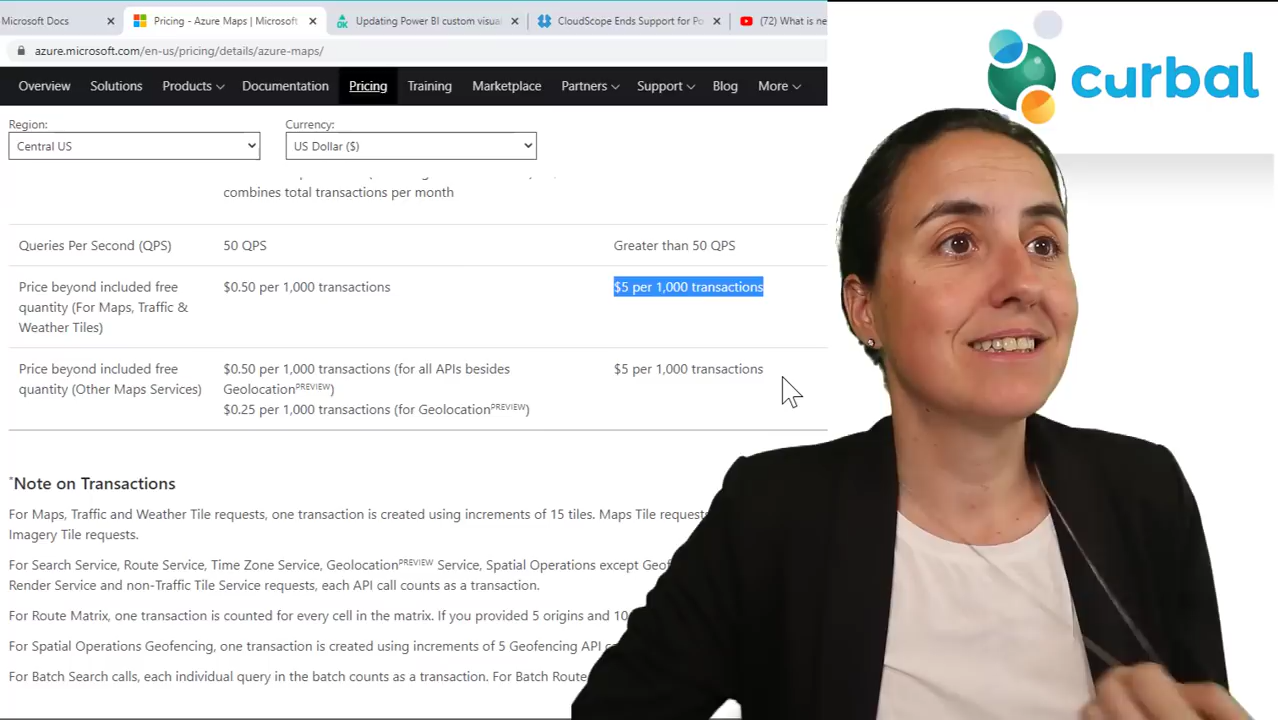 Microsoft Docs
Pricing - Azure Maps | Microsoft
Updating Power BI custom visual
CloudScope Ends Support for Po
(72) What is ne
azure.microsoft.com/en-us/pricing/details/azure-maps/
Overview Solutions Products Documentation Pricing Training Marketplace Partners Support Blog More
curbal
Region:
Currency:
Central US
US Dollar ($)
combines total transactions per month
Queries Per Second (QPS)
50 QPS
Greater than 50 QPS
Price beyond included free
quantity (For Maps, Traffic &
Weather Tiles)
$0.50 per 1,000 transactions
$5 per 1,000 transactions
Price beyond included free
quantity (Other Maps Services)
$0.50 per 1,000 transactions (for all APIs besides
Geolocation PREVIEW)
$0.25 per 1,000 transactions (for Geolocation PREVIEW)
$5 per 1,000 transactions
*Note on Transactions
For Maps, Traffic and Weather Tile requests, one transaction is created using increments of 15 tiles. Maps Tile requests
Imagery Tile requests.
For Search Service, Route Service, Time Zone Service, Geolocation PREVIEW Service, Spatial Operations except Geof
Render Service and non-Traffic Tile Service requests, each API call counts as a transaction.
For Route Matrix, one transaction is counted for every cell in the matrix. If you provided 5 origins and 10
For Spatial Operations Geofencing, one transaction is created using increments of 5 Geofencing API
For Batch Search calls, each individual query in the batch counts as a transaction. For Batch Route